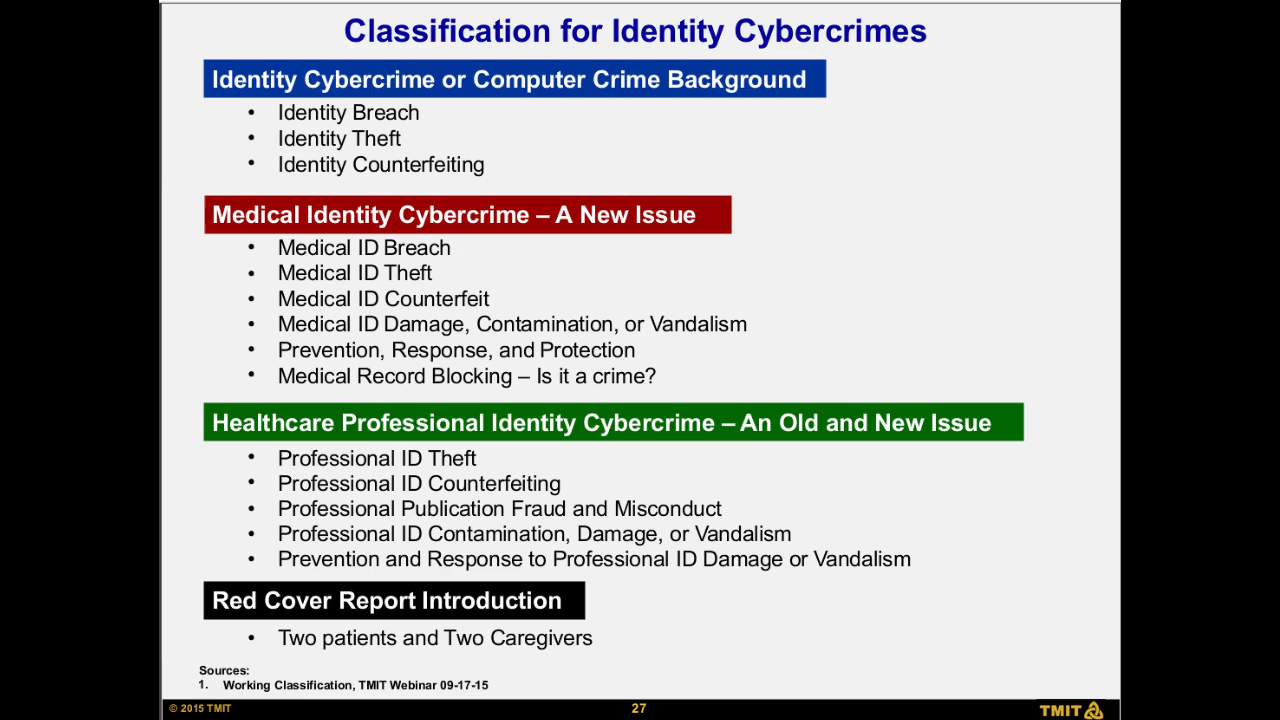 Classification for Identity Cybercrimes
Identity Cybercrime or Computer Crime Background
• Identity Breach
• Identity Theft
• Identity Counterfeiting
Medical Identity Cybercrime – A New Issue
• Medical ID Breach
• Medical ID Theft
• Medical ID Counterfeit
• Medical ID Damage, Contamination, or Vandalism
• Prevention, Response, and Protection
• Medical Record Blocking – Is it a crime?
Healthcare Professional Identity Cybercrime – An Old and New Issue
• Professional ID Theft
• Professional ID Counterfeiting
• Professional Publication Fraud and Misconduct
• Professional ID Contamination, Damage, or Vandalism
• Prevention and Response to Professional ID Damage or Vandalism
Red Cover Report Introduction
• Two patients and Two Caregivers
Sources:
1. Working Classification, TMIT Webinar 09-17-15
© 2015 TMIT 27 TMIT